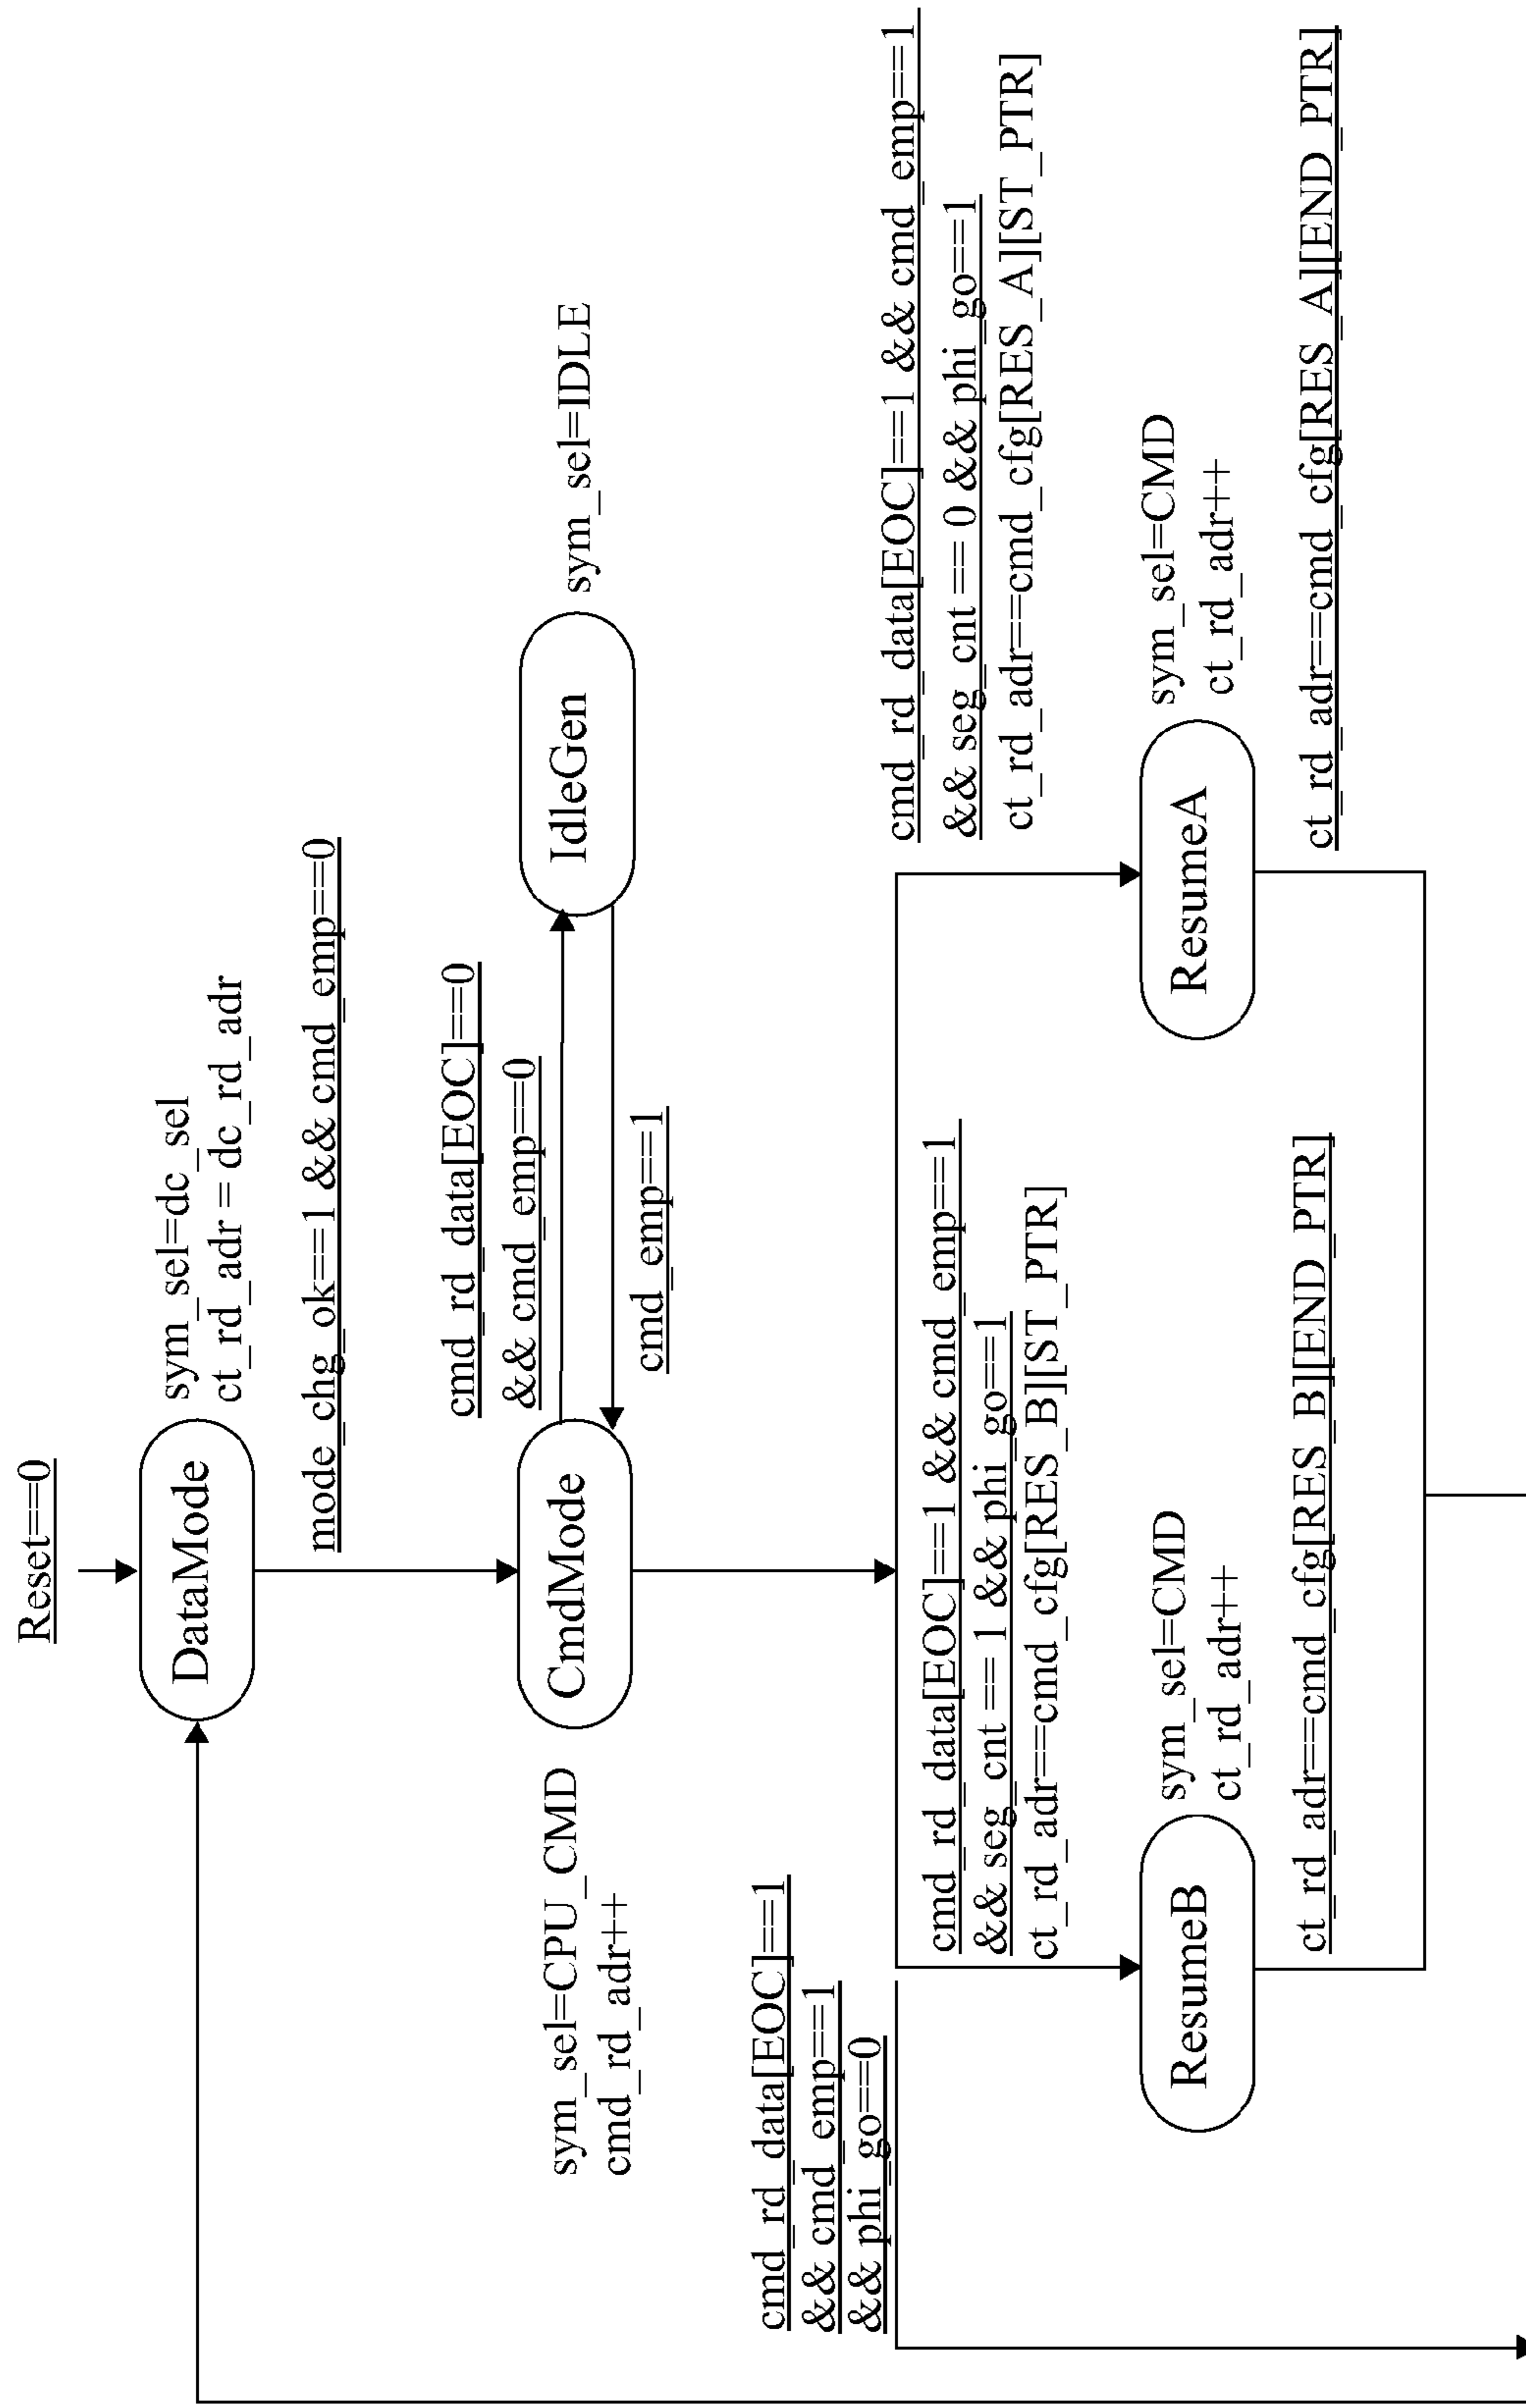 Reset==0
DataMode
sym_sel=dc_sel
ct_rd_adr = dc_rd_adr
mode_chg_ok==1 && cmd_emp==0
sym_sel=CPU_CMD
cmd_rd_adr++
CmdMode
cmd_rd_data[EOC]==0
&& cmd_emp==0
cmd_emp==1
IdleGen
sym_sel=IDLE
cmd_rd_data[EOC]==1
&& cmd_emp==1
&& phi_go==0
cmd_rd_data[EOC]==1 && cmd_emp==1
&& seg_cnt == 1 && phi_go==1
ct_rd_adr==cmd_cfg[RES_B][ST_PTR]
cmd_rd_data[EOC]==1 && cmd_emp==1
&& seg_cnt == 0 && phi_go==1
ct_rd_adr==cmd_cfg[RES_A][ST_PTR]
ResumeB
sym_sel=CMD
ct_rd_adr++
ct_rd_adr==cmd_cfg[RES_B][END_PTR]
ResumeA
sym_sel=CMD
ct_rd_adr++
ct_rd_adr==cmd_cfg[RES_A][END_PTR]